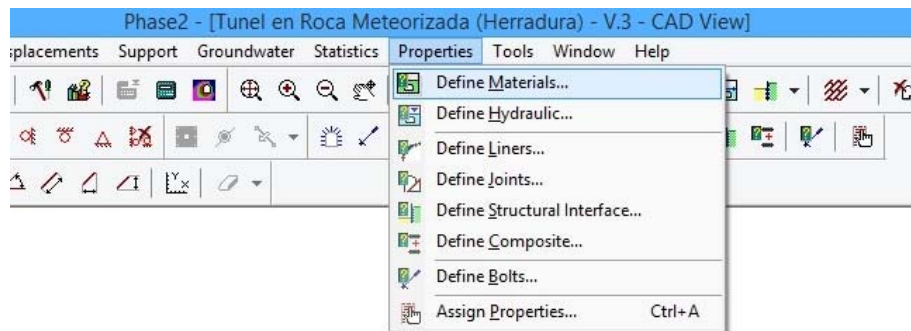 Phase2 - [Tunel en Roca Meteorizada (Herradura) - V.3 - CAD View]
splacements Support Groundwater Statistics Properties Tools Window Help
Define Materials...
Define Hydraulic...
Define Liners...
Define Joints...
Define Structural Interface...
Define Composite...
Define Bolts...
Assign Properties... Ctrl+A